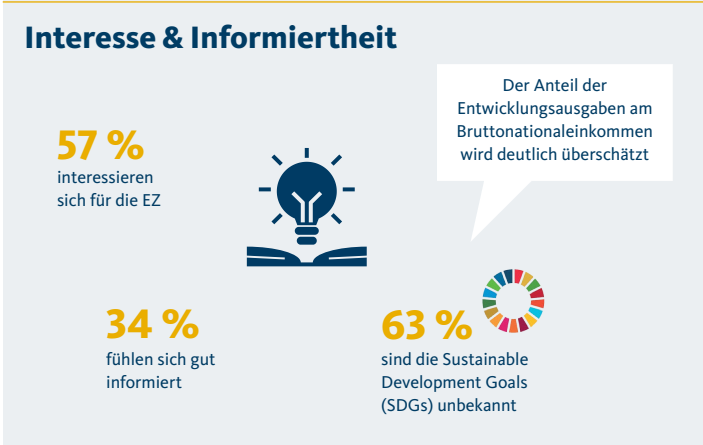 Interesse & Informiertheit
Der Anteil der
Entwicklungsausgaben am
Bruttonationaleinkommen
wird deutlich überschätzt
57 %
interessieren
sich für die EZ
34 %
fühlen sich gut
informiert
63 %
sind die Sustainable
Development Goals
(SDGs) unbekannt